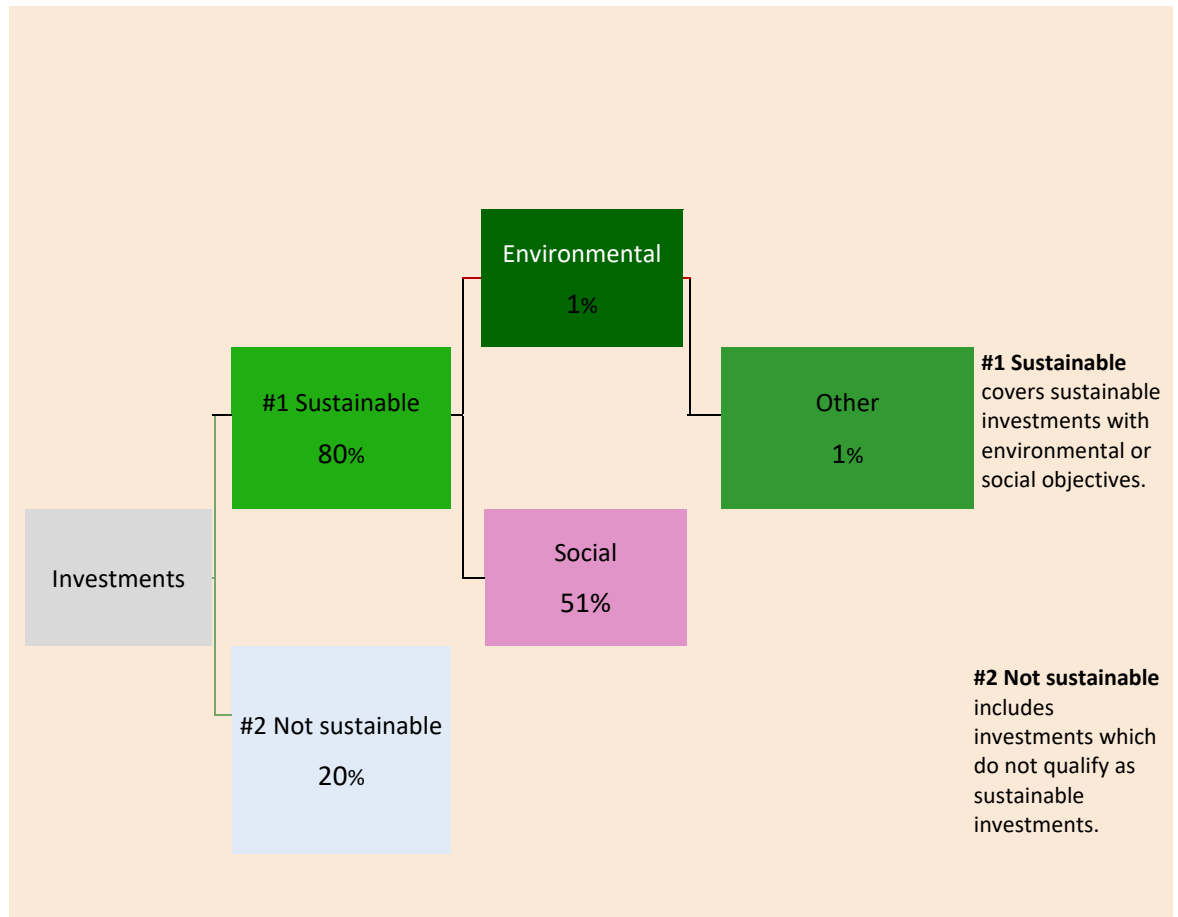 Environmental
1%
#1 Sustainable
80%
Other
1%
#1 Sustainable
covers sustainable
investments with
environmental or
social objectives.
Investments
Social
51%
#2 Not sustainable
20%
#2 Not sustainable
includes
investments which
do not qualify as
sustainable
investments.